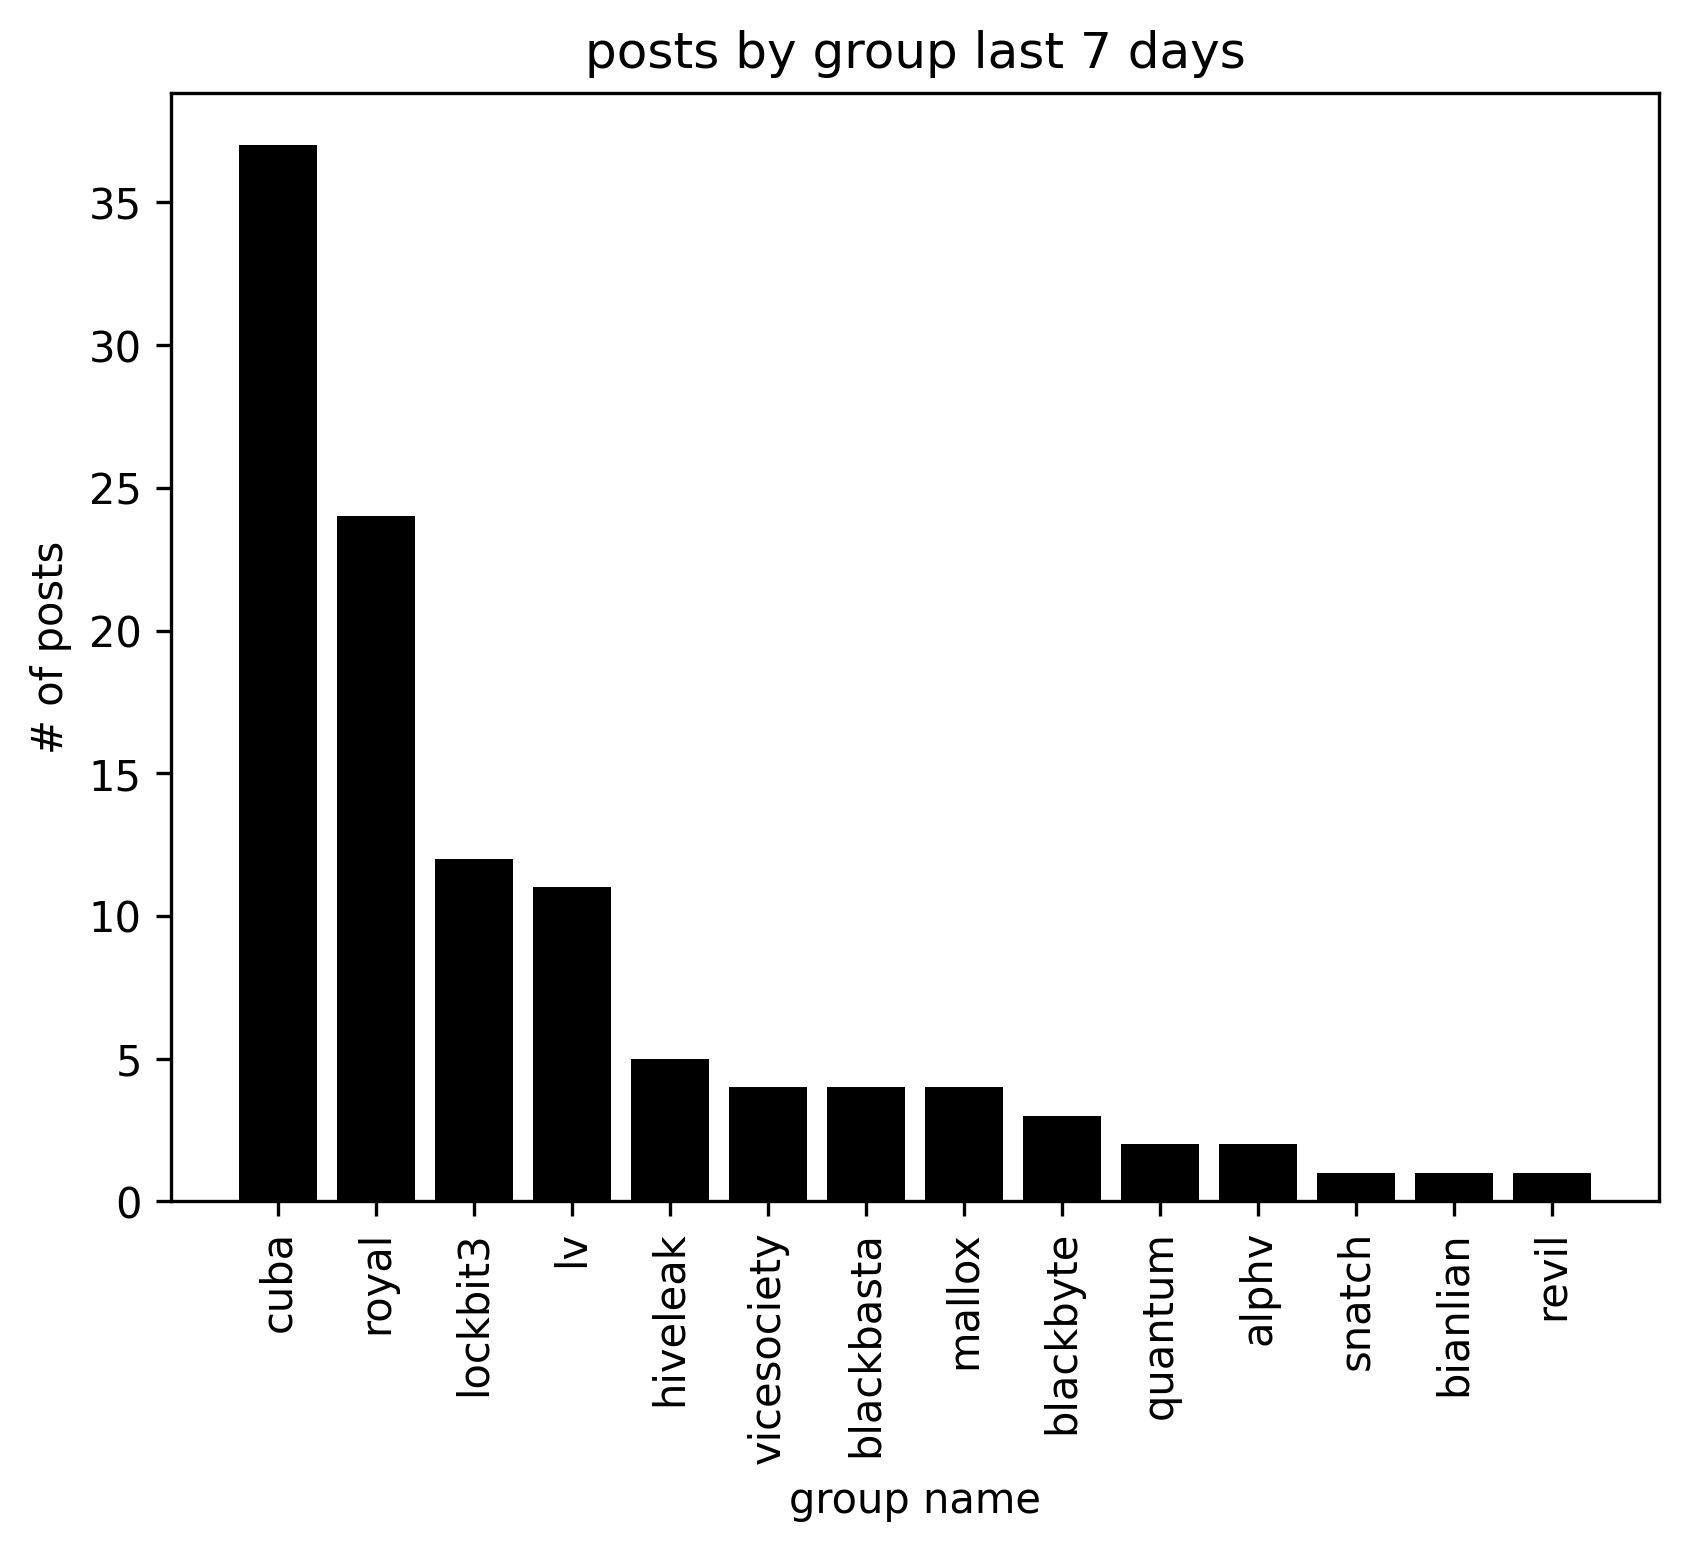 posts by group last 7 days
# of posts
35
30
25
20
15
10
5
0
cuba
royal
lockbit3
lv
hiveleak
vicesociety
blackbasta
mallox
blackbyte
quantum
alphv
snatch
bianlian
revil
group name